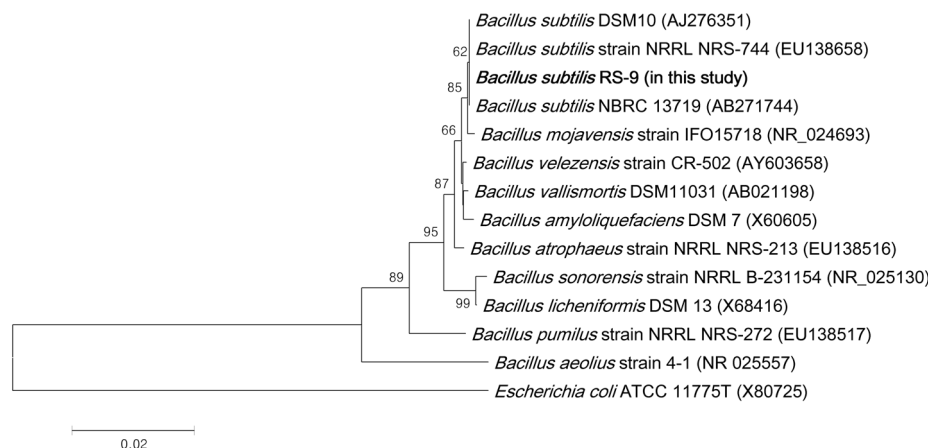 Bacillus subtilis DSM10 (AJ276351)
62
Bacillus subtilis strain NRRL NRS-744 (EU138658)
Bacillus subtilis RS-9 (in this study)
85
Bacillus subtilis NBRC 13719 (AB271744)
66
Bacillus mojavensis strain IFO15718 (NR_024693)
Bacillus velezensis strain CR-502 (AY603658)
87
Bacillus vallismortis DSM11031 (AB021198)
Bacillus amyloliquefaciens DSM 7 (X60605)
95
Bacillus atrophaeus strain NRRL NRS-213 (EU138516)
89
Bacillus sonorensis strain NRRL B-231154 (NR_025130)
99
Bacillus licheniformis DSM 13 (X68416)
Bacillus pumilus strain NRRL NRS-272 (EU138517)
Bacillus aeolius strain 4-1 (NR 025557)
Escherichia coli ATCC 11775T (X80725)
0.02